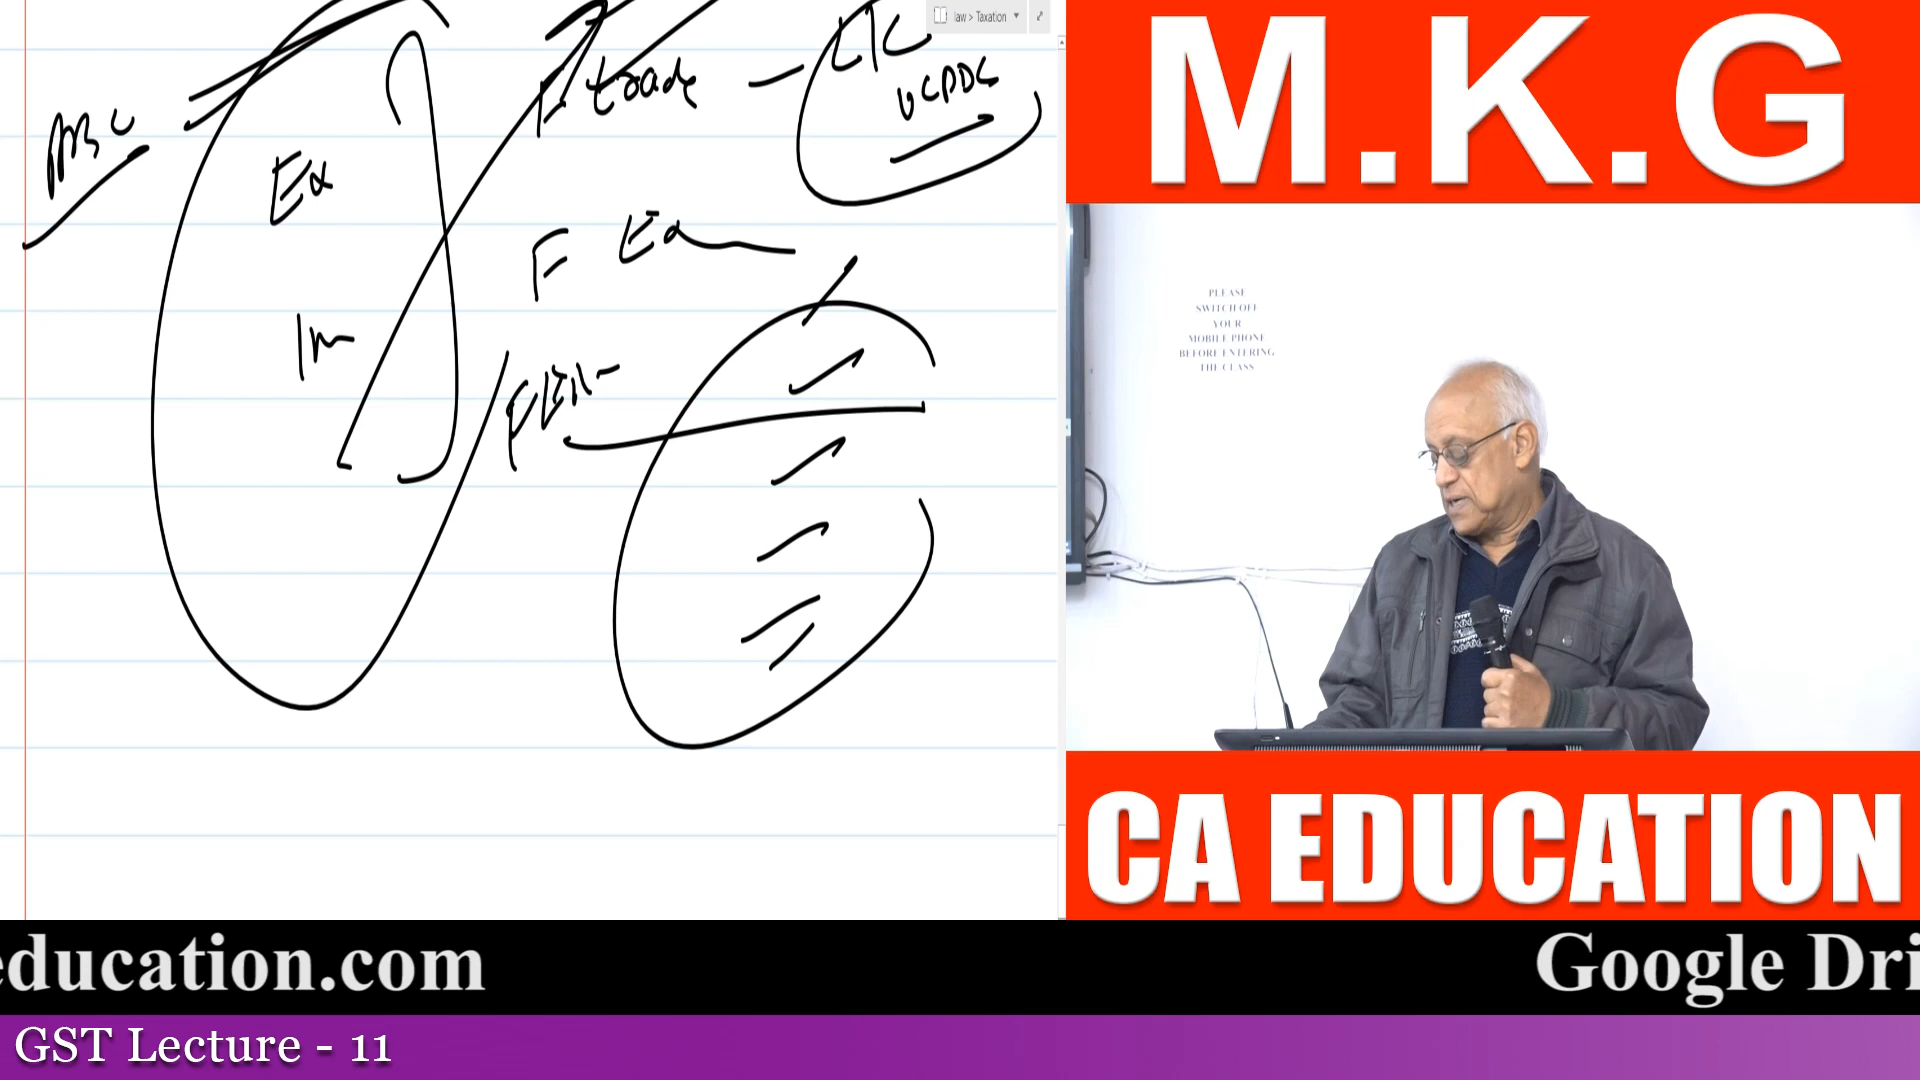 law > Taxation
F trade — LTC
UCPDC
ABC
Ex
F Ex
Im
M.K.G
PLEASE
SWITCH OFF
YOUR
MOBILE PHONE
BEFORE ENTERING
THE CLASS
CA EDUCATION
education.com
Google Dri
GST Lecture - 11